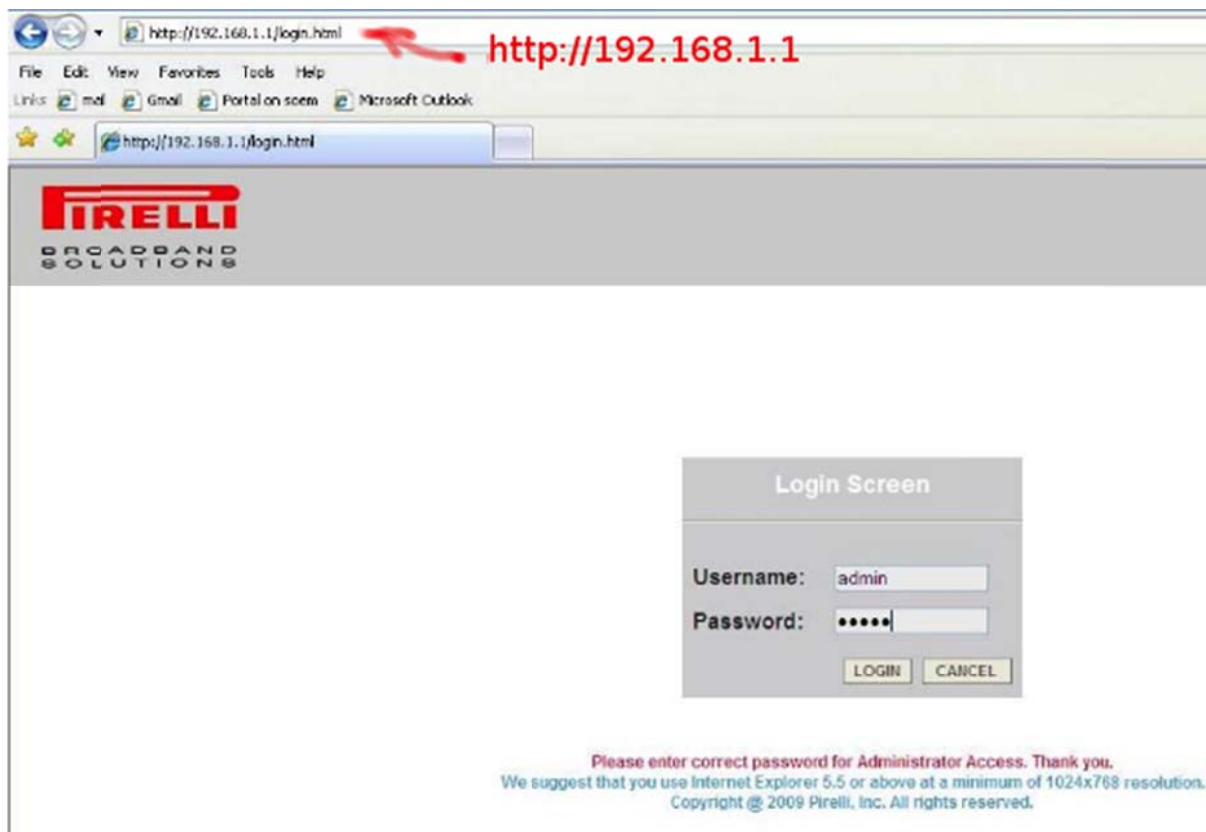 http://192.168.1.1/login.html
http://192.168.1.1
File Edit View Favorites Tools Help
Links mail Gmail Portal on soem Microsoft Outlook
http://192.168.1.1/login.html
PIRELLI
BROADBAND
SOLUTIONS
Login Screen
Username: admin
Password: •••••
LOGIN CANCEL
Please enter correct password for Administrator Access. Thank you.
We suggest that you use Internet Explorer 5.5 or above at a minimum of 1024x768 resolution.
Copyright @ 2009 Pirelli, Inc. All rights reserved.